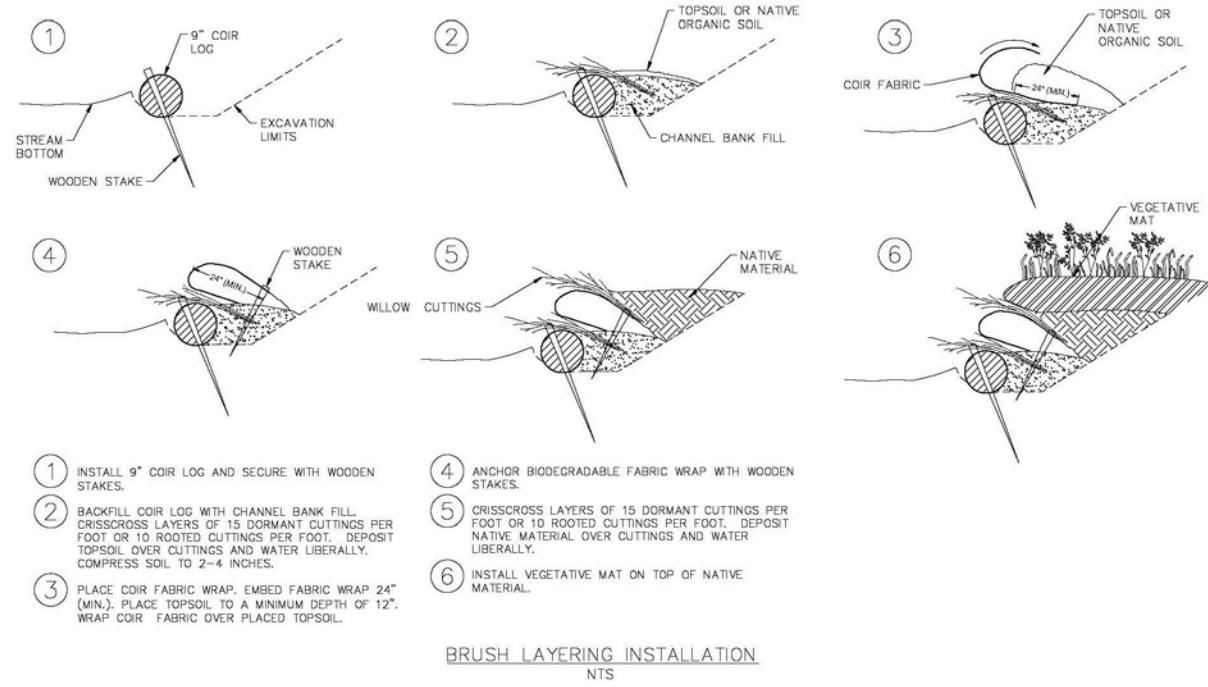 1
9" COIR
LOG
STREAM
BOTTOM
EXCAVATION
LIMITS
WOODEN STAKE
2
TOPSOIL OR NATIVE
ORGANIC SOIL
CHANNEL BANK FILL
3
TOPSOIL OR
NATIVE
ORGANIC SOIL
COIR FABRIC
24" (MIN.)
4
WOODEN
STAKE
24" (MIN.)
5
NATIVE
MATERIAL
WILLOW CUTTINGS
6
VEGETATIVE
MAT
1 INSTALL 9" COIR LOG AND SECURE WITH WOODEN
STAKES.
2 BACKFILL COIR LOG WITH CHANNEL BANK FILL.
CRISSCROSS LAYERS OF 15 DORMANT CUTTINGS PER
FOOT OR 10 ROOTED CUTTINGS PER FOOT. DEPOSIT
TOPSOIL OVER CUTTINGS AND WATER LIBERALLY.
COMPRESS SOIL TO 2-4 INCHES.
3 PLACE COIR FABRIC WRAP. EMBED FABRIC WRAP 24"
(MIN.). PLACE TOPSOIL TO A MINIMUM DEPTH OF 12".
WRAP COIR FABRIC OVER PLACED TOPSOIL.
4 ANCHOR BIODEGRADABLE FABRIC WRAP WITH WOODEN
STAKES.
5 CRISSCROSS LAYERS OF 15 DORMANT CUTTINGS PER
FOOT OR 10 ROOTED CUTTINGS PER FOOT. DEPOSIT
NATIVE MATERIAL OVER CUTTINGS AND WATER
LIBERALLY.
6 INSTALL VEGETATIVE MAT ON TOP OF NATIVE
MATERIAL.
BRUSH LAYERING INSTALLATION
NTS